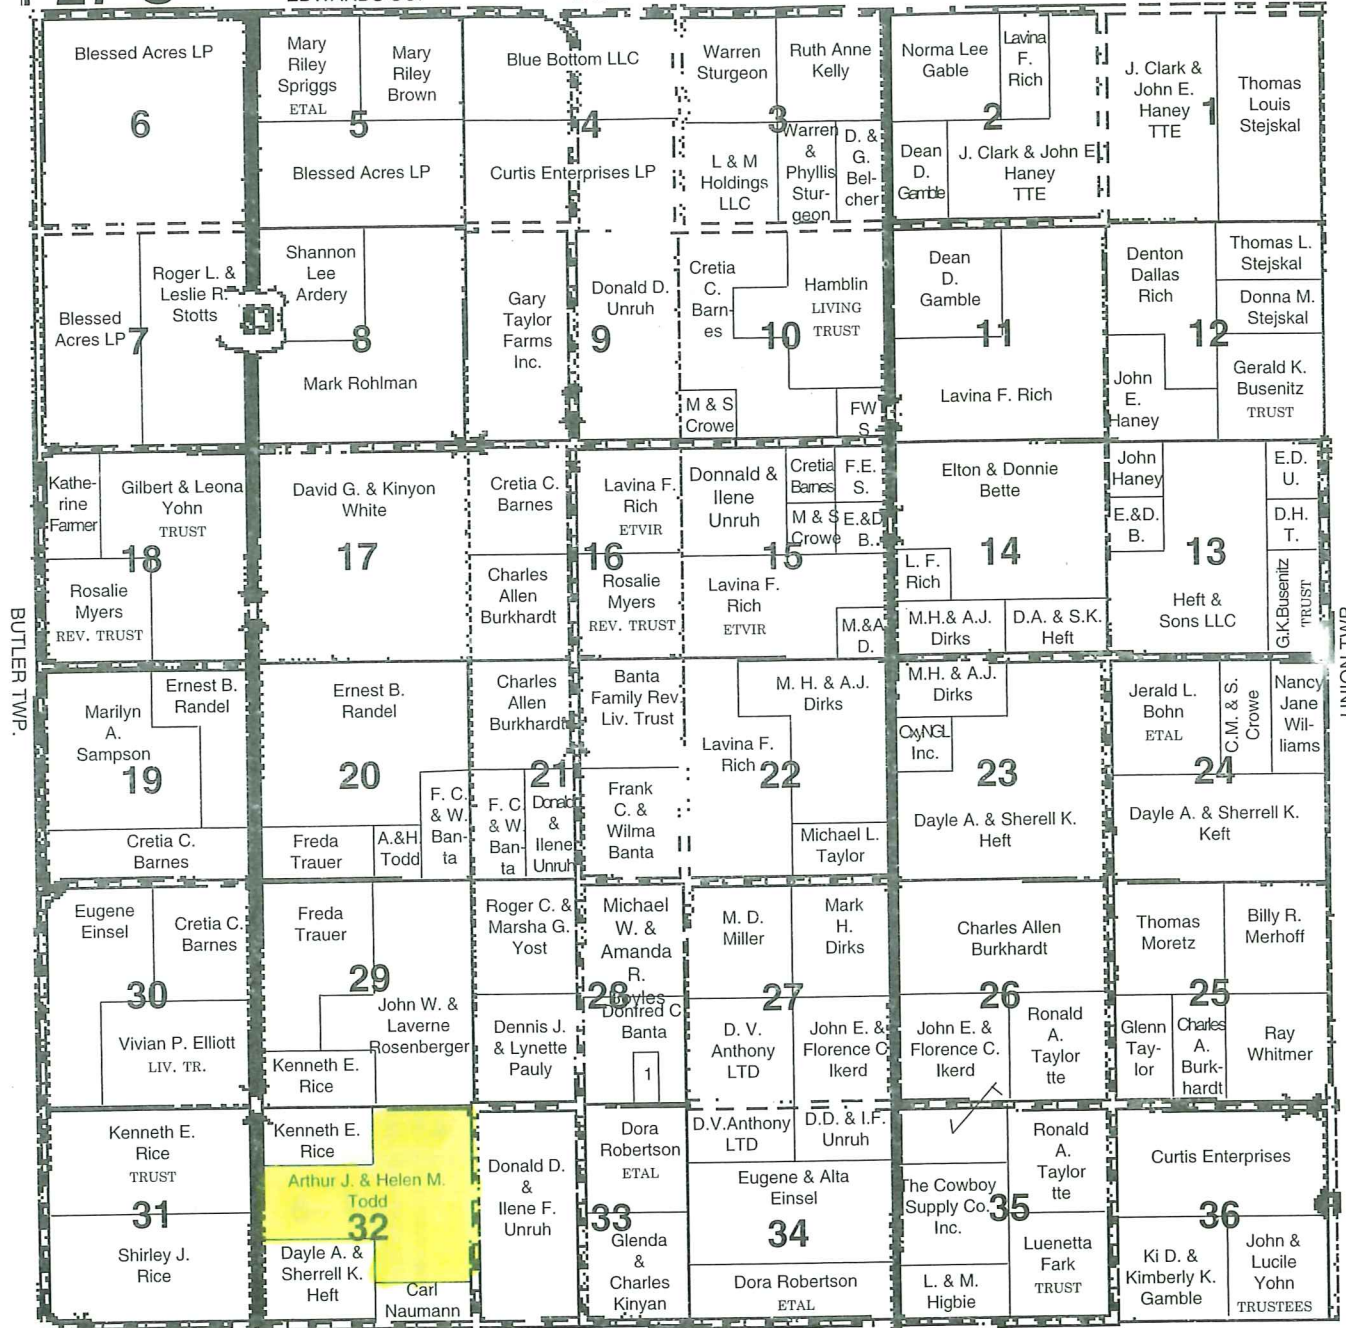 Blessed Acres LP
6
Mary
Riley
Spriggs
ETAL
Mary
Riley
Brown
5
Blessed Acres LP
Blue Bottom LLC
4
Curtis Enterprises LP
Warren
Sturgeon
Ruth Anne
Kelly
3
L & M
Holdings
LLC
Warren
&
Phyllis
Stur-
geon
D. &
G.
Bel-
cher
Norma Lee
Gable
Lavina
F.
Rich
2
Dean
D.
Gamble
J. Clark & John E.
Haney
TTE
J. Clark &
John E.
Haney
TTE
1
Thomas
Louis
Stejskal
Blessed
Acres LP
7
Roger L. &
Leslie R.
Stotts
Shannon
Lee
Ardery
8
Mark Rohlman
Gary
Taylor
Farms
Inc.
9
Donald D.
Unruh
Cretia
C.
Barn-
es
10
Hamblin
LIVING
TRUST
M & S
Crowe
FW
S
Dean
D.
Gamble
11
Lavina F. Rich
Denton
Dallas
Rich
12
Thomas L.
Stejskal
Donna M.
Stejskal
John
E.
Haney
Gerald K.
Busenitz
TRUST
Kathe-
rine
Farmer
Gilbert & Leona
Yohn
TRUST
18
Rosalie
Myers
REV. TRUST
David G. & Kinyon
White
17
Cretia C.
Barnes
Charles
Allen
Burkhardt
16
Lavina F.
Rich
ETVIR
Rosalie
Myers
REV. TRUST
Donnald &
Ilene
Unruh
Cretia
Barnes
F.E.
S.
M & S
Crowe
E.&D.
B.
15
Lavina F.
Rich
ETVIR
M.&A
D.
Elton & Donnie
Bette
14
L. F.
Rich
M.H.& A.J.
Dirks
D.A. & S.K.
Heft
John
Haney
E.&D.
B.
13
Heft &
Sons LLC
E.D.
U.
D.H.
T.
G.K.Busenitz
TRUST
BUTLER TWP.
Marilyn
A.
Sampson
19
Ernest B.
Randel
Cretia C.
Barnes
Ernest B.
Randel
20
Freda
Trauer
A.&H.
Todd
F. C.
& W.
Ban-
ta
Charles
Allen
Burkhardt
21
F. C.
& W.
Ban-
ta
Donald
&
Ilene
Unruh
Banta
Family Rev
Liv. Trust
Frank
C. &
Wilma
Banta
M. H. & A.J.
Dirks
Lavina F.
Rich
22
Michael L.
Taylor
M.H. & A.J.
Dirks
OxyNGL
Inc.
23
Dayle A. & Sherell K.
Heft
Jerald L.
Bohn
ETAL
C.M. & S.
Crowe
Nancy
Jane
Wil-
liams
24
Dayle A. & Sherrell K.
Keft
Eugene
Einsel
Cretia C.
Barnes
30
Vivian P. Elliott
LIV. TR.
Freda
Trauer
29
John W. &
Laverne
Rosenberger
Kenneth E.
Rice
Roger C. &
Marsha G.
Yost
Dennis J.
& Lynette
Pauly
Michael
W. &
Amanda
R.
28
Donfred C
Banta
1
M. D.
Miller
Mark
H.
Dirks
27
D. V.
Anthony
LTD
John E. &
Florence C
Ikerd
Charles Allen
Burkhardt
26
John E. &
Florence C.
Ikerd
Ronald
A.
Taylor
tte
Thomas
Moretz
Billy R.
Merhoff
25
Glenn
Tay-
lor
Charles
A.
Burk-
hardt
Ray
Whitmer
Kenneth E.
Rice
TRUST
31
Shirley J.
Rice
Kenneth E.
Rice
Arthur J. & Helen M.
Todd
32
Dayle A. &
Sherrell K.
Heft
Carl
Naumann
Donald D.
&
Ilene F.
Unruh
Dora
Robertson
ETAL
33
Glenda
&
Charles
Kinyan
D.V.Anthony
LTD
D.D. & I.F.
Unruh
Eugene & Alta
Einsel
34
Dora Robertson
ETAL
The Cowboy
Supply Co.
Inc.
35
L. & M.
Higbie
Ronald
A.
Taylor
tte
Luenetta
Fark
TRUST
Curtis Enterprises
36
Ki D. &
Kimberly K.
Gamble
John &
Lucile
Yohn
TRUSTEES